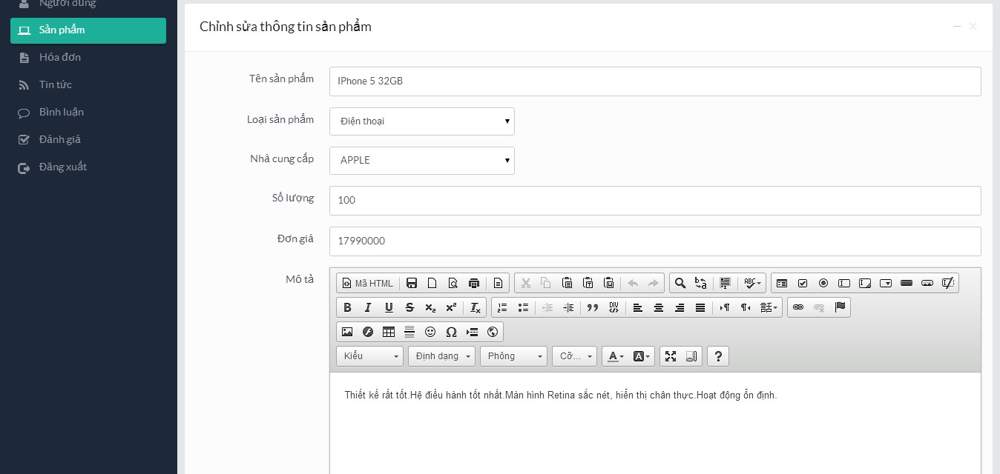 Người dùng
Sản phẩm
Hóa đơn
Tin tức
Bình luận
Đánh giá
Đăng xuất
Chỉnh sửa thông tin sản phẩm
Tên sản phẩm IPhone 5 32GB
Loại sản phẩm Điện thoại
Nhà cung cấp APPLE
Số lượng 100
Đơn giá 17990000
Mô tả
Mã HTML
Kiểu Định dạng Phông Cỡ...
Thiết kế rất tốt.Hệ điều hành tốt nhất.Màn hình Retina sắc nét, hiển thị chân thực.Hoạt động ổn định.